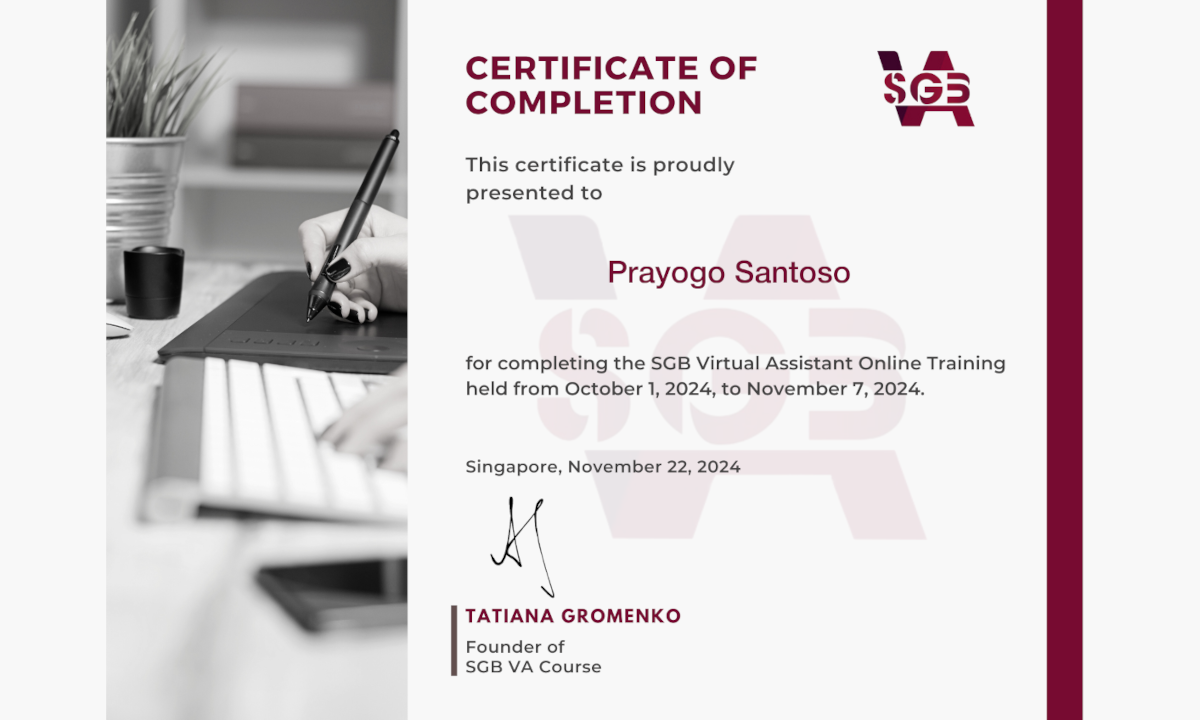 CERTIFICATE OF
COMPLETION
VA
SGB
This certificate is proudly
presented to
Prayogo Santoso
for completing the SGB Virtual Assistant Online Training
held from October 1, 2024, to November 7, 2024.
VA
SGB
Singapore, November 22, 2024
TATIANA GROMENKO
Founder of
SGB VA Course